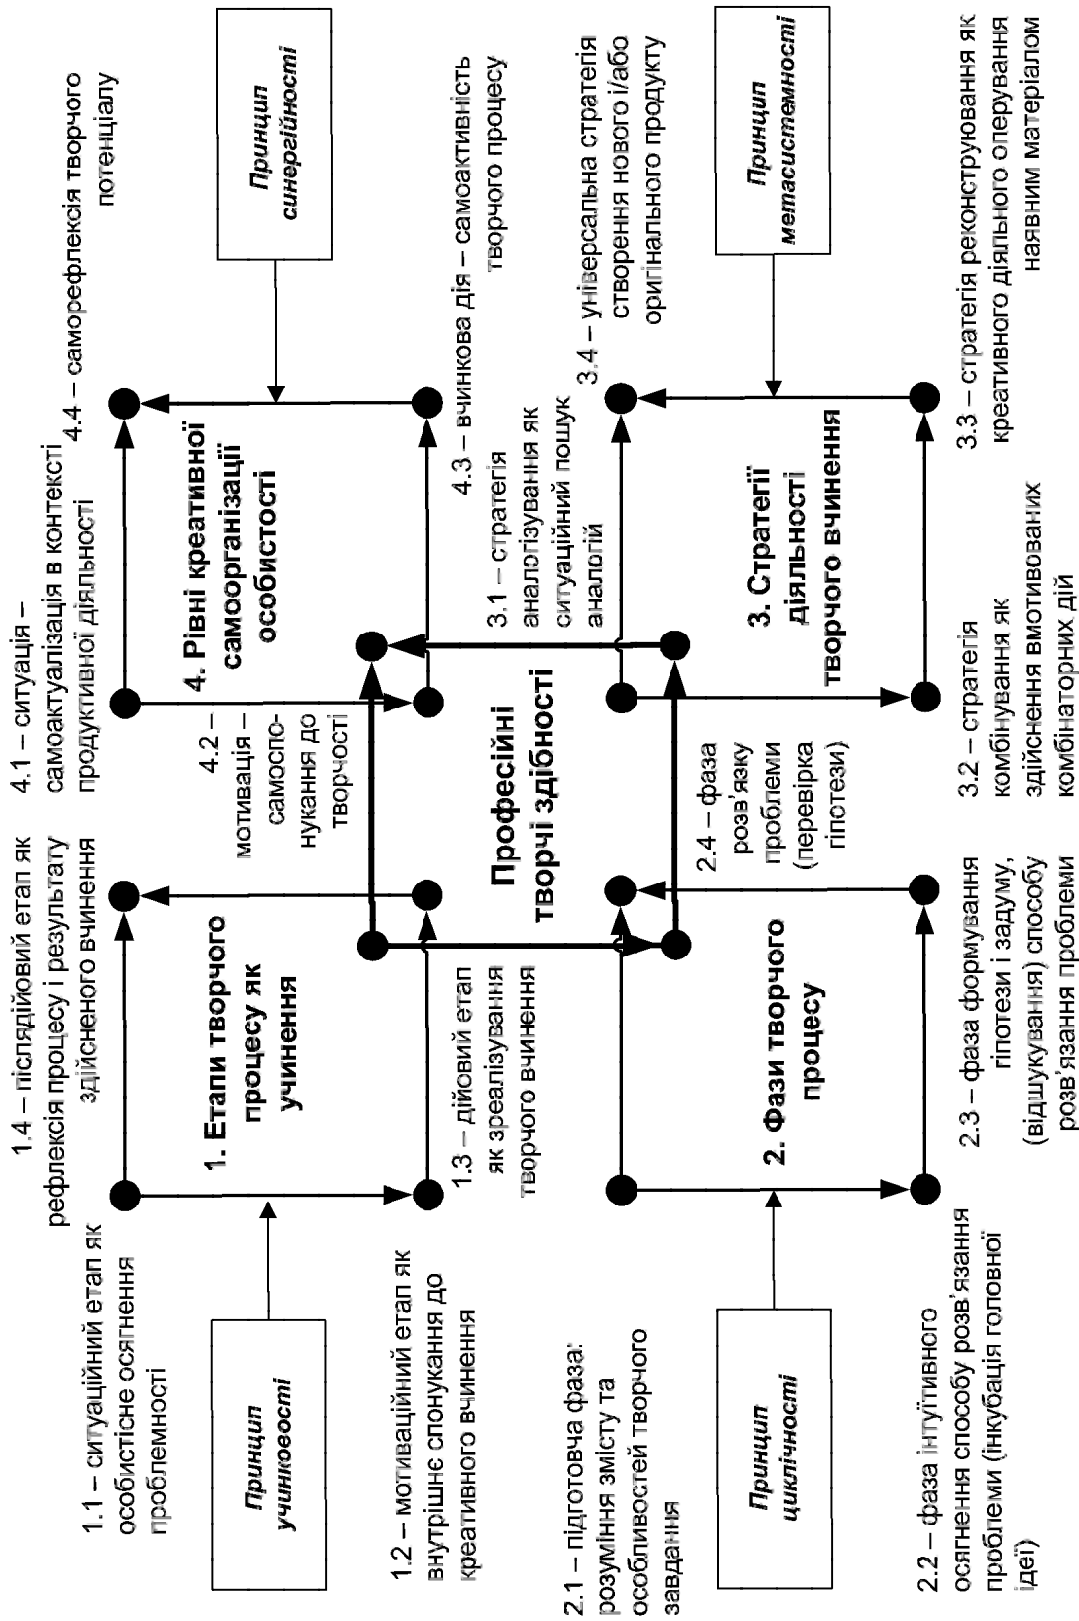 1.1 – ситуаційний етап як
особистісне осягнення
проблемності
1.4 – післядійовий етап як
рефлексія процесу і результату
здійсненого вчинення
4.1 – ситуація –
самоактуалізація в контексті
продуктивної діяльності
4.4 – саморефлексія творчого
потенціалу
Принцип
учинковості
1. Етапи творчого
процесу як
учинення
4. Рівні креативної
самоорганізації
особистості
Принцип
синергійності
4.2 –
мотивація –
самоспо-
нукання до
творчості
1.2 – мотиваційний етап як
внутрішнє спонукання до
креативного вчинення
1.3 – дійовий етап
як зреалізування
творчого вчинення
4.3 – вчинкова дія – самоактивність
творчого процесу
Професійні
творчі здібності
3.1 – стратегія
аналогізування як
ситуаційний пошук
аналогій
2.1 – підготовча фаза:
розуміння змісту та
особливостей творчого
завдання
3.4 – універсальна стратегія
створення нового і/або
оригінального продукту
2.4 – фаза
розв’язку
проблеми
(перевірка
гіпотези)
Принцип
циклічності
2. Фази творчого
процесу
3. Стратегії
діяльності
творчого вчинення
Принцип
метасистемності
2.2 – фаза інтуїтивного
осягнення способу розв’язання
проблеми (інкубація головної
ідеї)
2.3 – фаза формування
гіпотези і задуму,
(відшукування) способу
розв’язання проблеми
3.2 – стратегія
комбінування як
здійснення вмотивованих
комбінаторних дій
3.3 – стратегія реконструювання як
креативного діяльного оперування
наявним матеріалом